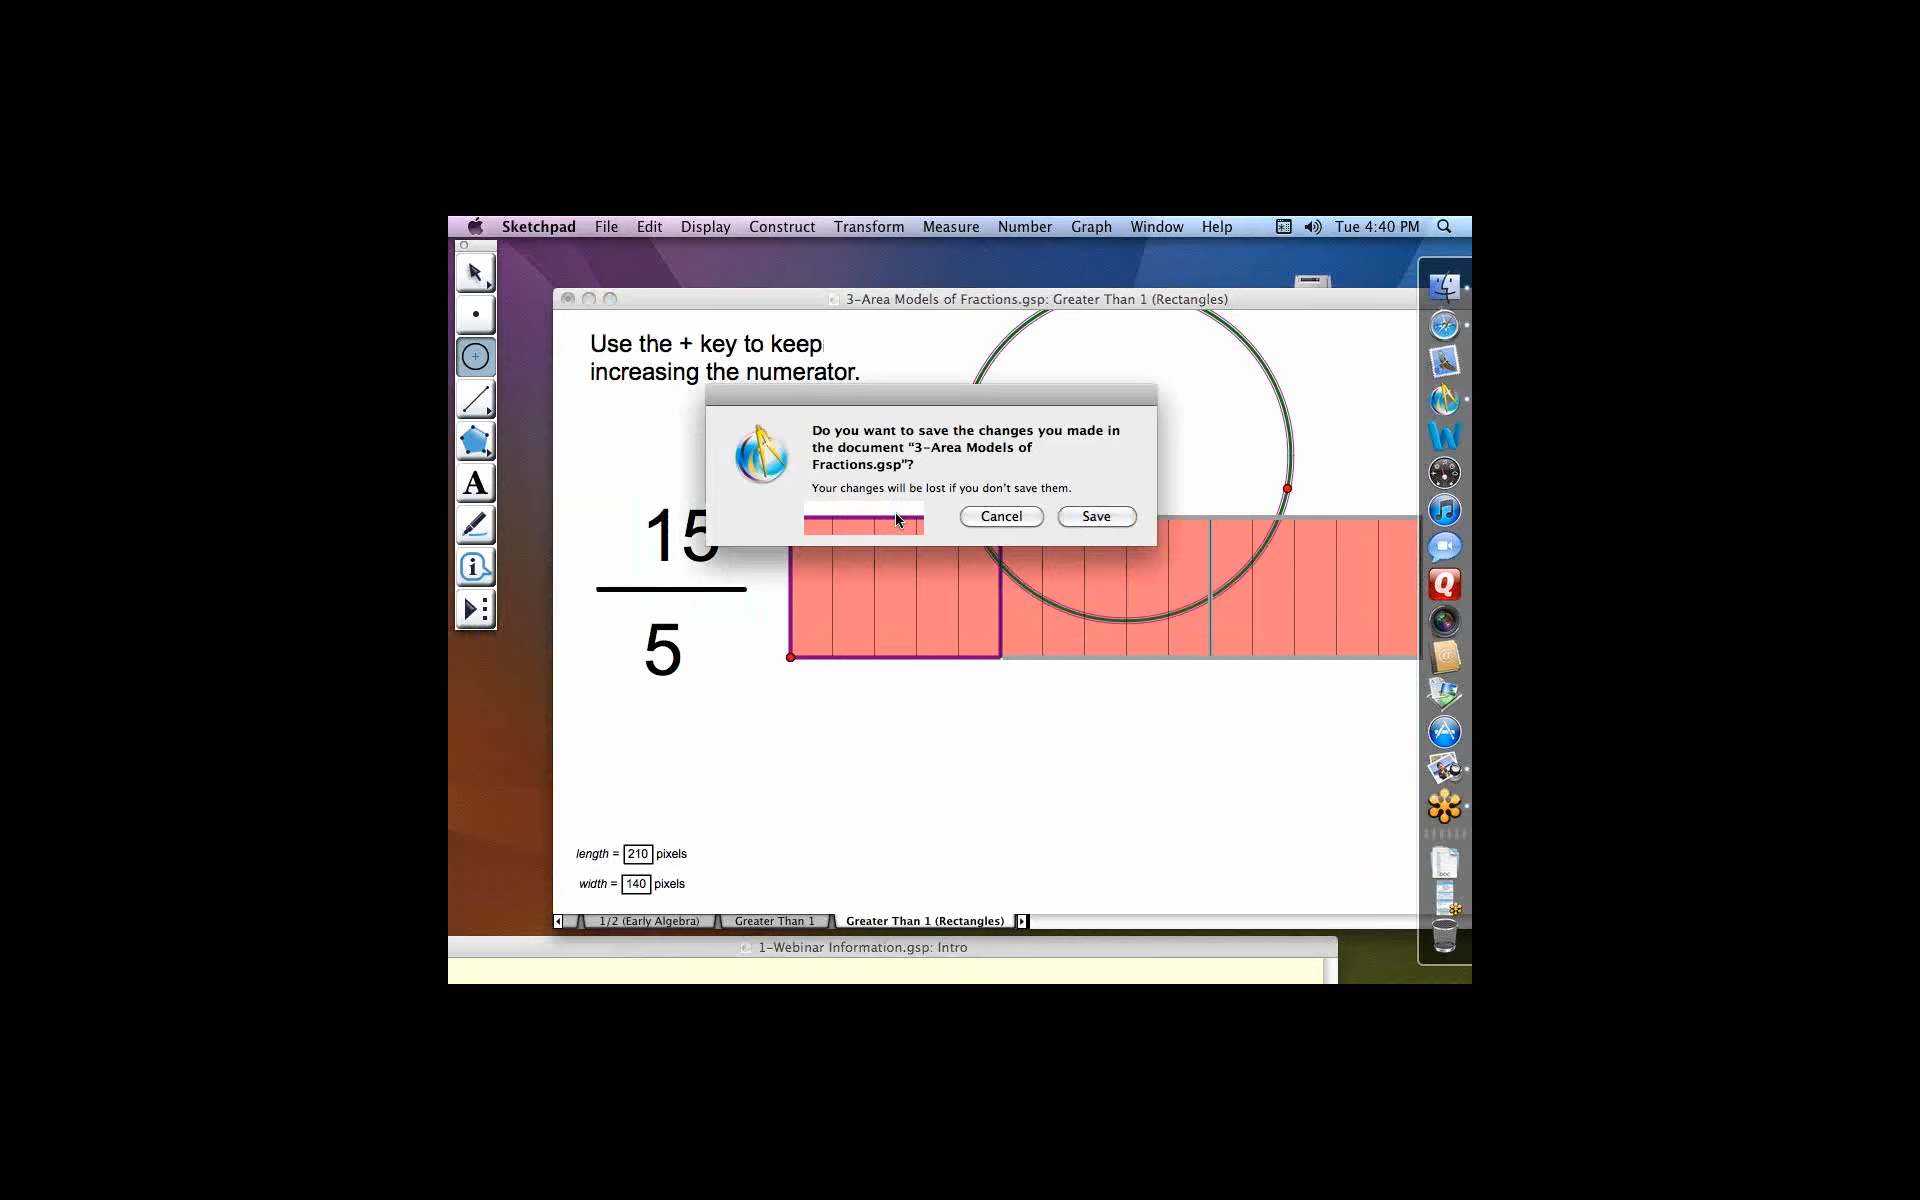 Sketchpad File Edit Display Construct Transform Measure Number Graph Window Help Tue 4:40 PM
3-Area Models of Fractions.gsp: Greater Than 1 (Rectangles)
Use the + key to keep
increasing the numerator.
Do you want to save the changes you made in
the document “3-Area Models of
Fractions.gsp”?
Your changes will be lost if you don’t save them.
Cancel Save
15
5
length = 210 pixels
width = 140 pixels
1/2 (Early Algebra) Greater Than 1 Greater Than 1 (Rectangles)
1-Webinar Information.gsp: Intro
A